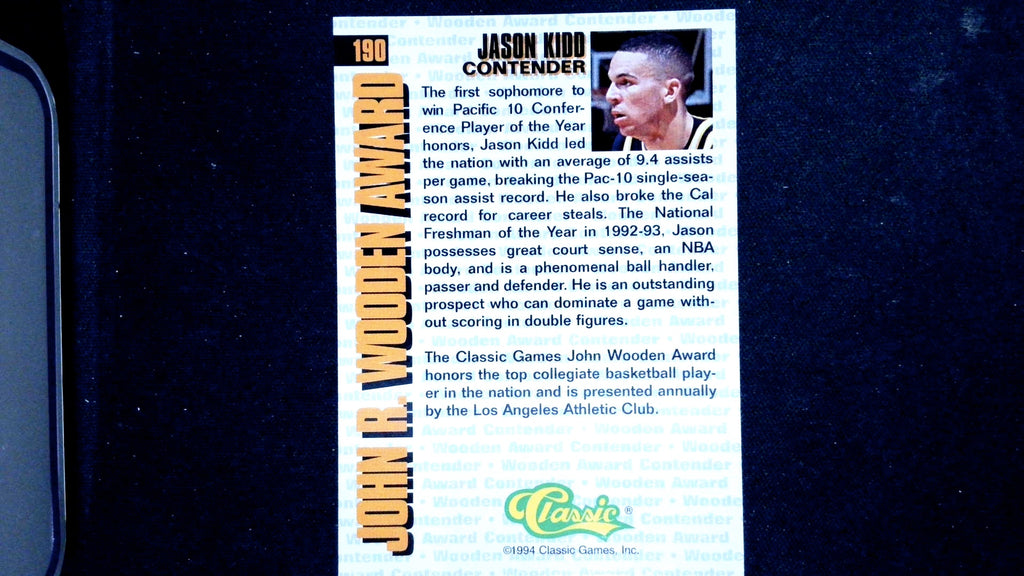 190
JASON KIDD
CONTENDER
JOHN R. WOODEN AWARD
The first sophomore to
win Pacific 10 Confer-
ence Player of the Year
honors, Jason Kidd led
the nation with an average of 9.4 assists
per game, breaking the Pac-10 single-sea-
son assist record. He also broke the Cal
record for career steals. The National
Freshman of the Year in 1992-93, Jason
possesses great court sense, an NBA
body, and is a phenomenal ball handler,
passer and defender. He is an outstanding
prospect who can dominate a game with-
out scoring in double figures.
The Classic Games John Wooden Award
honors the top collegiate basketball play-
er in the nation and is presented annually
by the Los Angeles Athletic Club.
Classic®
©1994 Classic Games, Inc.